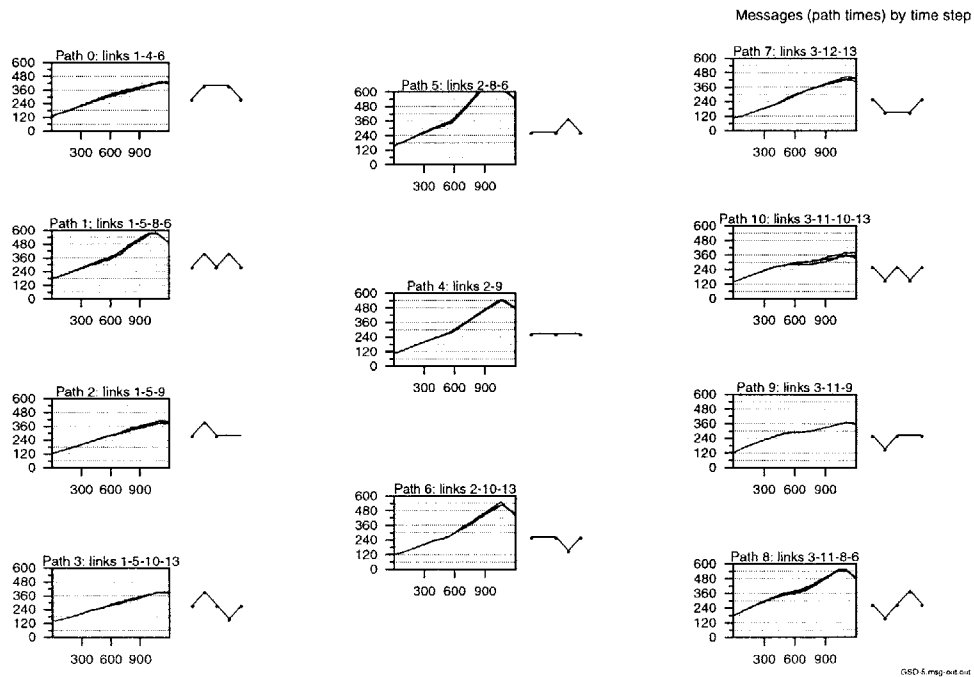 Messages (path times) by time step
Path 0: links 1-4-6
600
480
360
240
120
0
300 600 900
Path 1: links 1-5-8-6
600
480
360
240
120
0
300 600 900
Path 2: links 1-5-9
600
480
360
240
120
0
300 600 900
Path 3: links 1-5-10-13
600
480
360
240
120
0
300 600 900
Path 5: links 2-8-6
600
480
360
240
120
0
300 600 900
Path 4: links 2-9
600
480
360
240
120
0
300 600 900
Path 6: links 2-10-13
600
480
360
240
120
0
300 600 900
Path 7: links 3-12-13
600
480
360
240
120
0
300 600 900
Path 10: links 3-11-10-13
600
480
360
240
120
0
300 600 900
Path 9: links 3-11-9
600
480
360
240
120
0
300 600 900
Path 8: links 3-11-8-6
600
480
360
240
120
0
300 600 900
GSD-5.msg-out.out